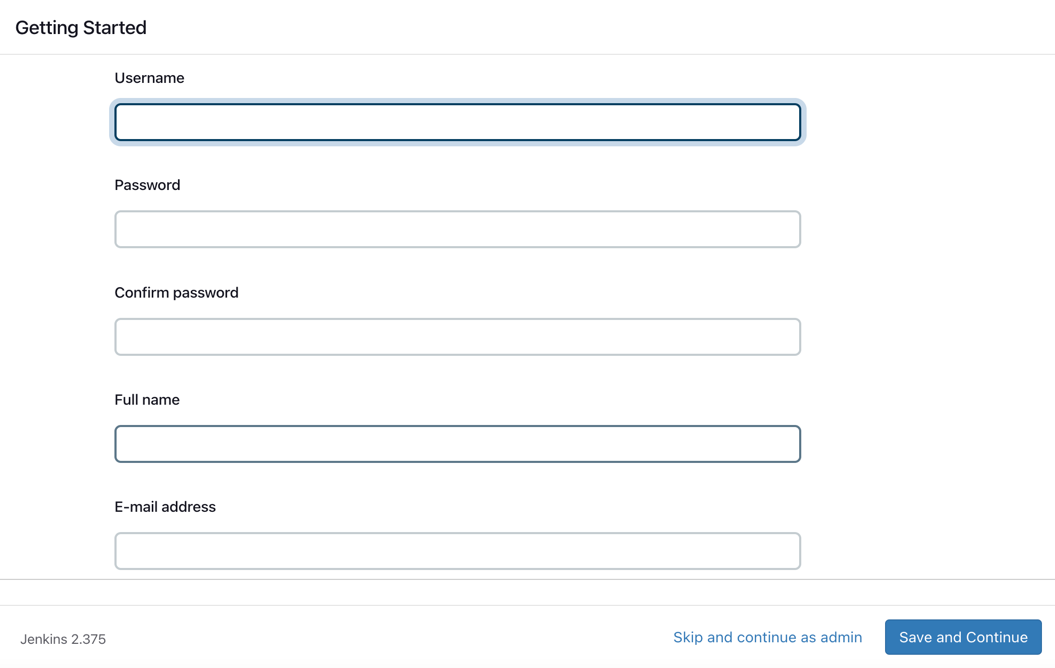 Getting Started
Username
Password
Confirm password
Full name
E-mail address
Jenkins 2.375
Skip and continue as admin
Save and Continue